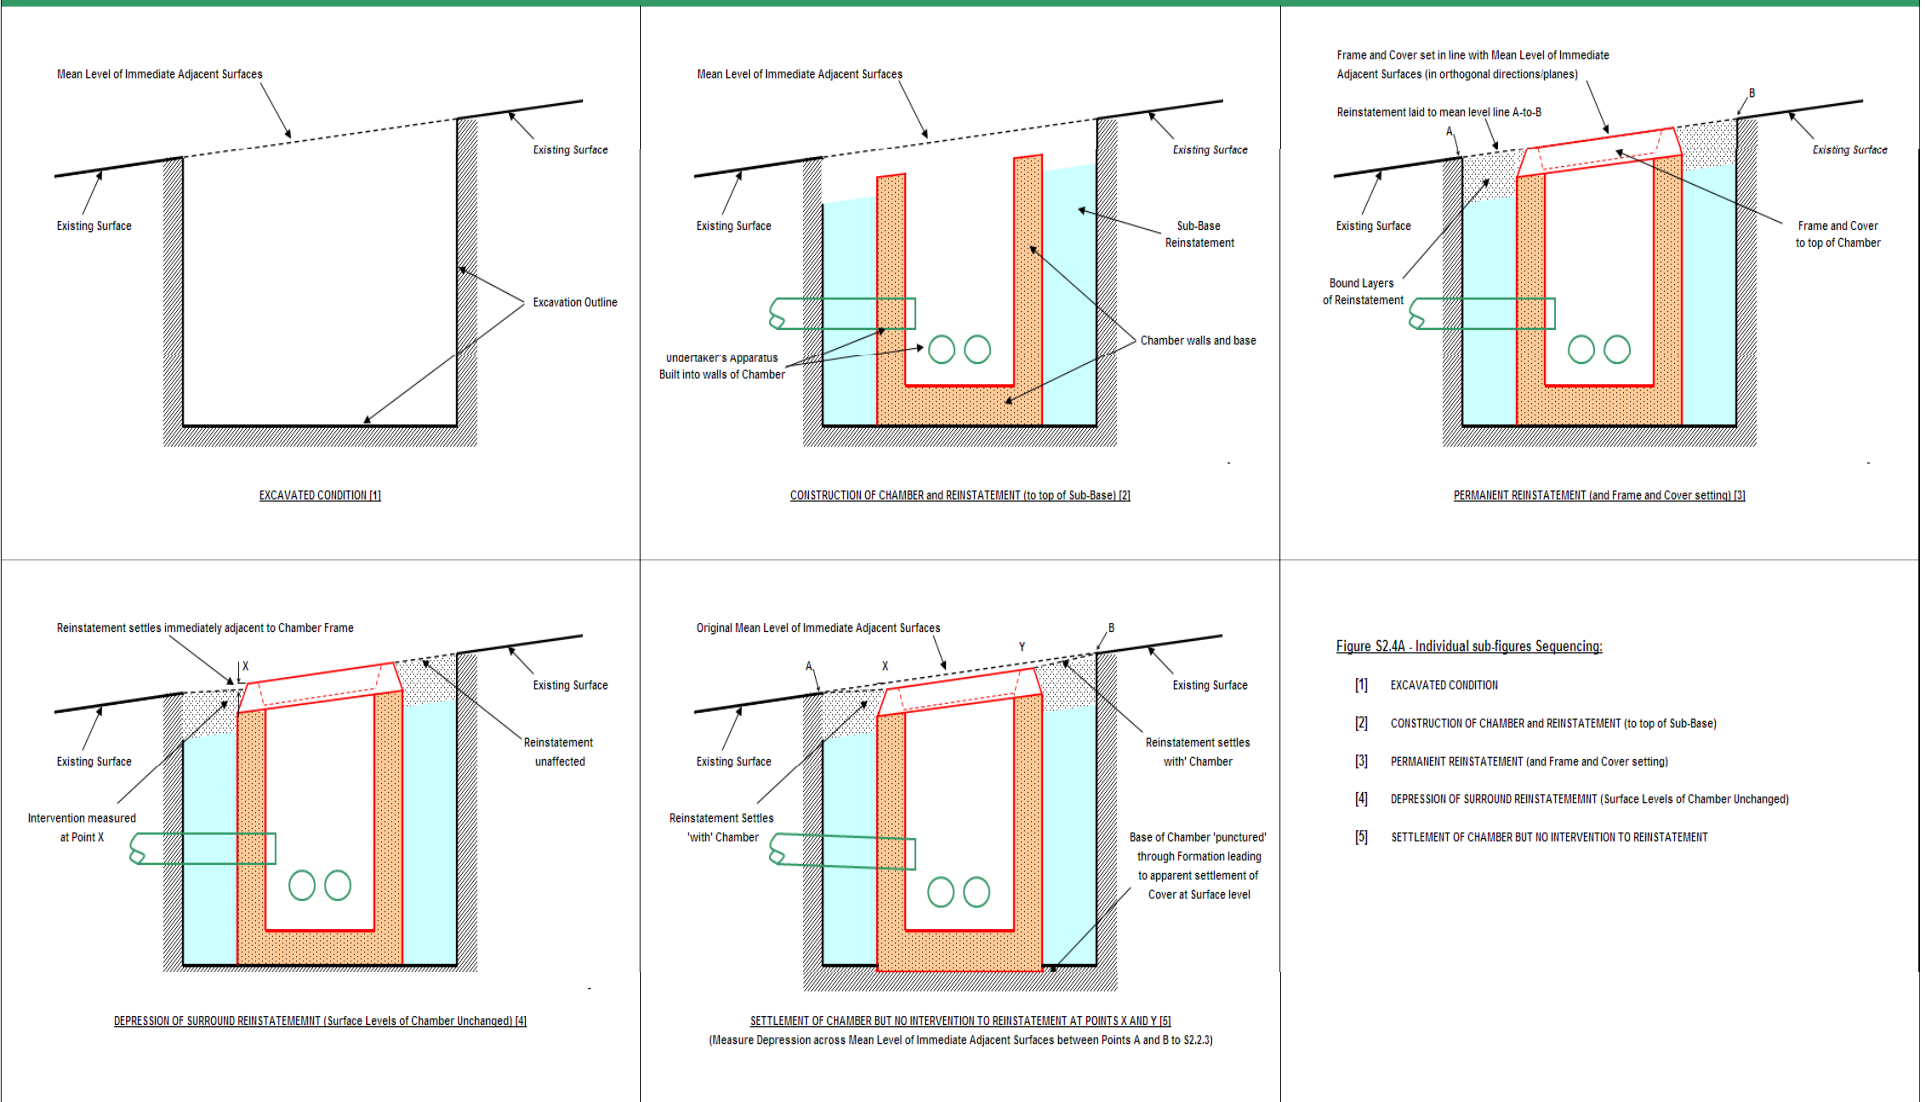 Mean Level of Immediate Adjacent Surfaces
Existing Surface
Existing Surface
Excavation Outline
EXCAVATED CONDITION [1]
Mean Level of Immediate Adjacent Surfaces
Existing Surface
Existing Surface
Sub-Base
Reinstatement
Chamber walls and base
Undertaker's Apparatus
Built into walls of Chamber
CONSTRUCTION OF CHAMBER and REINSTATEMENT (to top of Sub-Base) [2]
Frame and Cover set in line with Mean Level of Immediate
Adjacent Surfaces (in orthogonal directions/planes)
B
Reinstatement laid to mean level line A-to-B
A
Existing Surface
Existing Surface
Frame and Cover
to top of Chamber
Bound Layers
of Reinstatement
PERMANENT REINSTATEMENT (and Frame and Cover setting) [3]
Reinstatement settles immediately adjacent to Chamber Frame
X
Existing Surface
Reinstatement
unaffected
Existing Surface
Intervention measured
at Point X
DEPRESSION OF SURROUND REINSTATEMEMNT (Surface Levels of Chamber Unchanged) [4]
Original Mean Level of Immediate Adjacent Surfaces
B
Y
A
X
Existing Surface
Reinstatement settles
with' Chamber
Existing Surface
Reinstatement Settles
'with' Chamber
Base of Chamber 'punctured'
through Formation leading
to apparent settlement of
Cover at Surface level
SETTLEMENT OF CHAMBER BUT NO INTERVENTION TO REINSTATEMENT AT POINTS X AND Y [5]
(Measure Depression across Mean Level of Immediate Adjacent Surfaces between Points A and B to S2.2.3)
Figure S2.4A - Individual sub-figures Sequencing:
[1] EXCAVATED CONDITION
[2] CONSTRUCTION OF CHAMBER and REINSTATEMENT (to top of Sub-Base)
[3] PERMANENT REINSTATEMENT (and Frame and Cover setting)
[4] DEPRESSION OF SURROUND REINSTATEMEMNT (Surface Levels of Chamber Unchanged)
[5] SETTLEMENT OF CHAMBER BUT NO INTERVENTION TO REINSTATEMENT